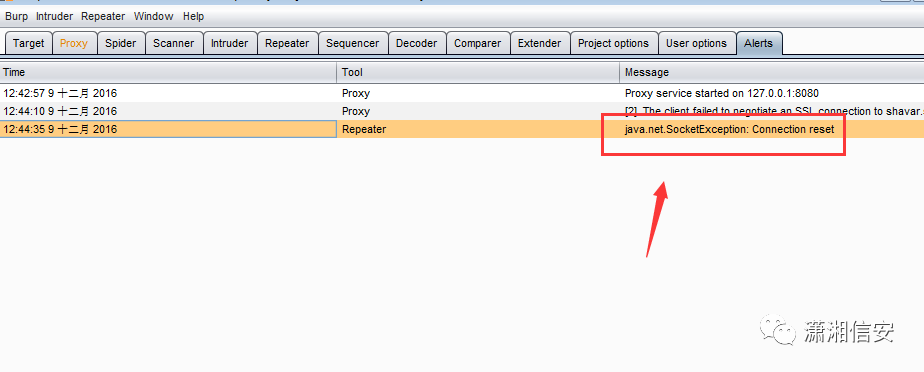 Burp Intruder Repeater Window Help
Target Proxy Spider Scanner Intruder Repeater Sequencer Decoder Comparer Extender Project options User options Alerts
Time Tool Message
12:42:57 9 十二月 2016 Proxy Proxy service started on 127.0.0.1:8080
12:44:10 9 十二月 2016 Proxy [2] The client failed to negotiate an SSL connection to shavar.
12:44:35 9 十二月 2016 Repeater java.net.SocketException: Connection reset
潇湘信安